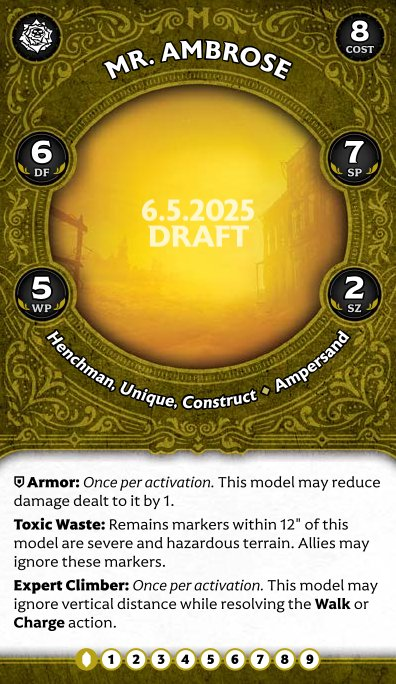 M
8
COST
MR. AMBROSE
6
DF
7
SP
6.5.2025
DRAFT
5
WP
2
SZ
Henchman, Unique, Construct ♦ Ampersand
Armor: Once per activation. This model may reduce
damage dealt to it by 1.
Toxic Waste: Remains markers within 12" of this
model are severe and hazardous terrain. Allies may
ignore these markers.
Expert Climber: Once per activation. This model may
ignore vertical distance while resolving the Walk or
Charge action.
1 2 3 4 5 6 7 8 9